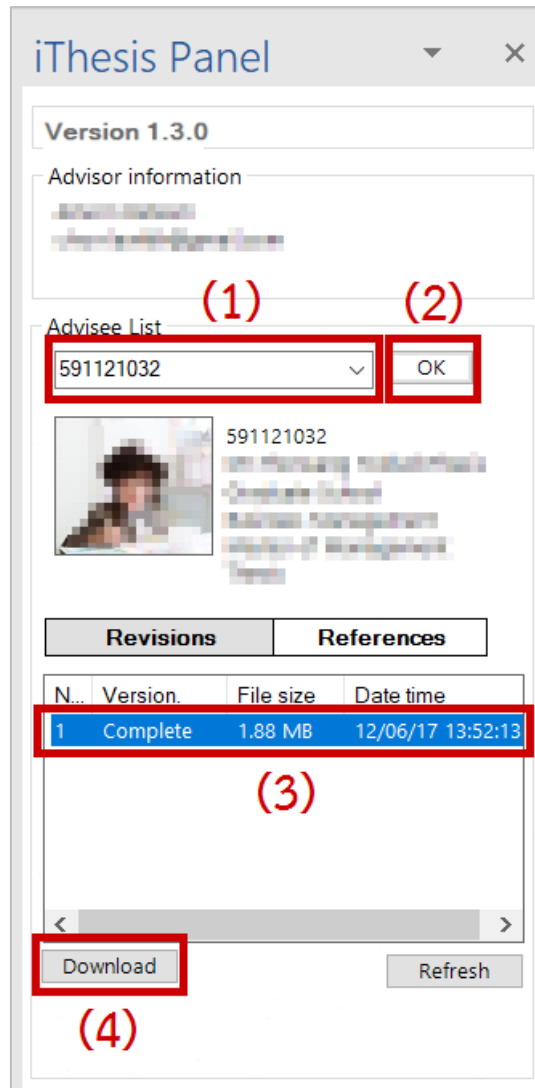 iThesis Panel
Version 1.3.0
Advisor information
(1) (2)
Advisee List
591121032 OK
591121032
Revisions References
N... Version. File size Date time
1 Complete 1.88 MB 12/06/17 13:52:13
(3)
Download Refresh
(4)